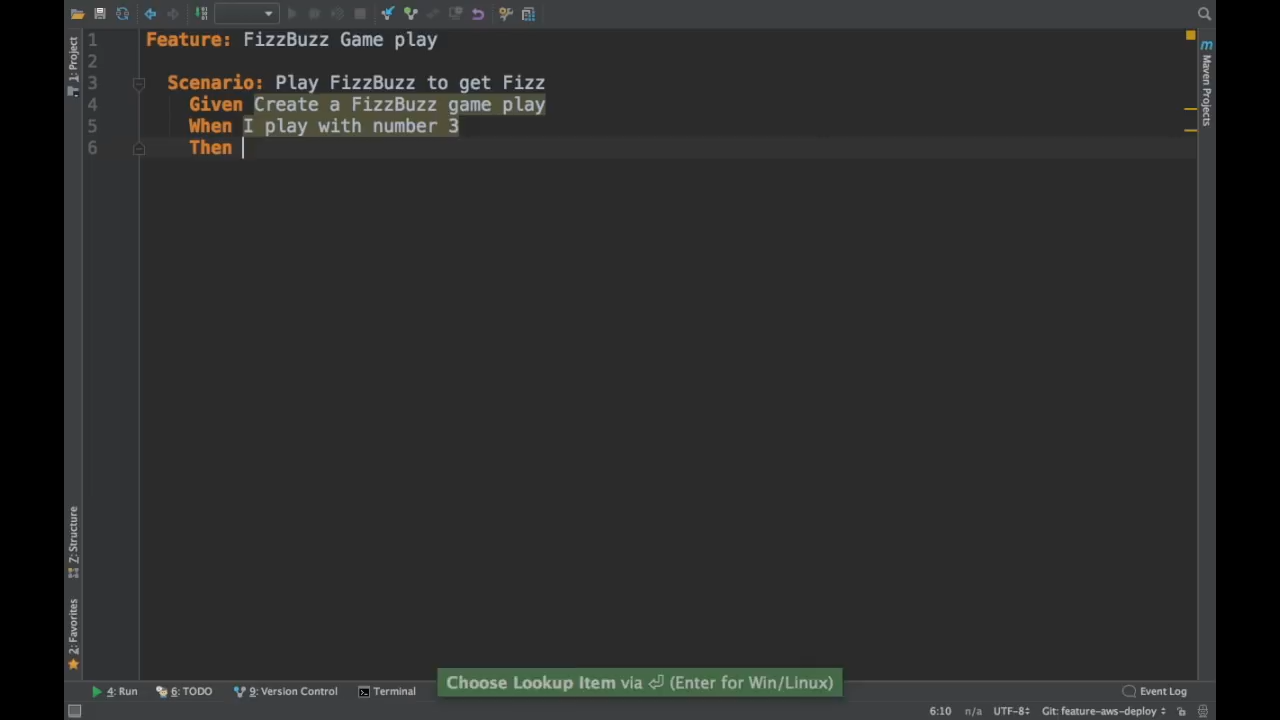 1 Feature: FizzBuzz Game play
2
3 Scenario: Play FizzBuzz to get Fizz
4 Given Create a FizzBuzz game play
5 When I play with number 3
6 Then
1: Project
Maven Projects
7: Structure
2: Favorites
Choose Lookup Item via ⏎ (Enter for Win/Linux)
4: Run
6: TODO
9: Version Control
Terminal
Event Log
6:10 n/a UTF-8 Git: feature-aws-deploy